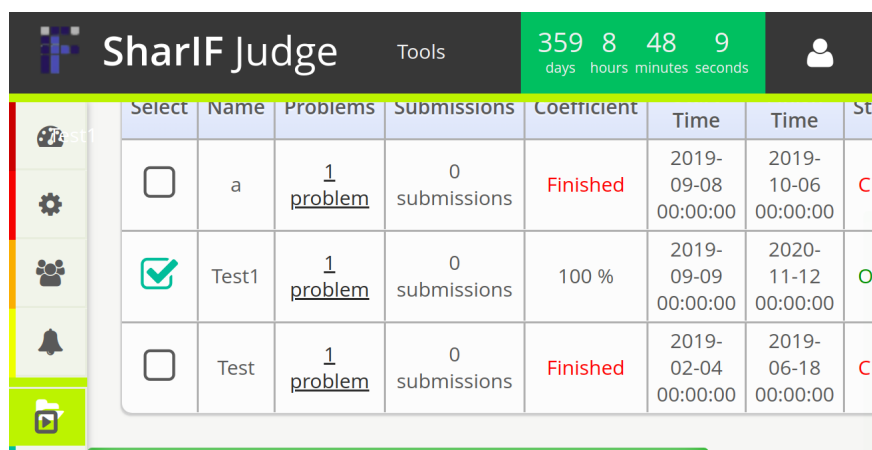 SharIF Judge
Tools
359 8 48 9
days hours minutes seconds
Test1
Select Name Problems Submissions Coefficient
Time Time
a 1 problem 0 submissions Finished 2019-09-08 00:00:00 2019-10-06 00:00:00
Test1 1 problem 0 submissions 100 % 2019-09-09 00:00:00 2020-11-12 00:00:00
Test 1 problem 0 submissions Finished 2019-02-04 00:00:00 2019-06-18 00:00:00